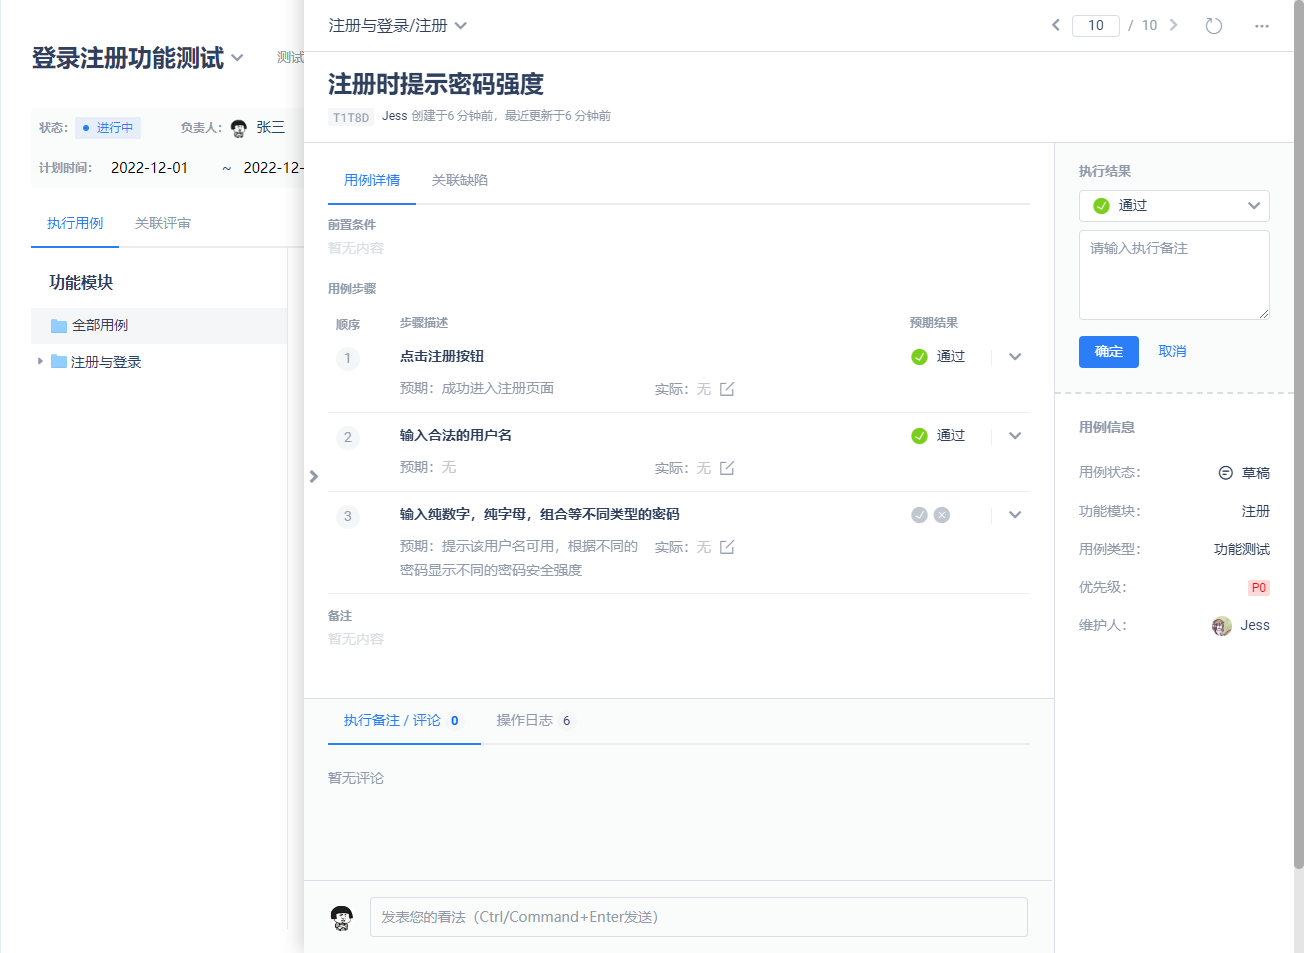 登录注册功能测试
测试
状态：
进行中
负责人：
张三
计划时间：
2022-12-01
~
2022-12-
执行用例
关联评审
功能模块
全部用例
注册与登录
注册与登录/注册
10
/ 10
注册时提示密码强度
T1T8D
Jess 创建于6 分钟前，最近更新于6 分钟前
用例详情
关联缺陷
前置条件
暂无内容
用例步骤
顺序
步骤描述
预期结果
1
点击注册按钮
通过
预期：成功进入注册页面
实际：无
2
输入合法的用户名
通过
预期：无
实际：无
3
输入纯数字，纯字母，组合等不同类型的密码
预期：提示该用户名可用，根据不同的
密码显示不同的密码安全强度
实际：无
备注
暂无内容
执行备注 / 评论 0
操作日志 6
暂无评论
发表您的看法（Ctrl/Command+Enter发送）
执行结果
通过
请输入执行备注
确定
取消
用例信息
用例状态：
草稿
功能模块：
注册
用例类型：
功能测试
优先级：
P0
维护人：
Jess